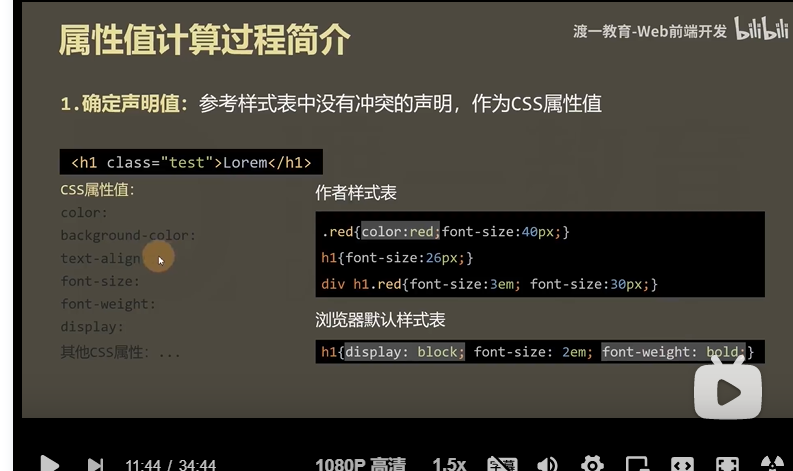 属性值计算过程简介
渡一教育-Web前端开发 bilibili
1.确定声明值：参考样式表中没有冲突的声明，作为CSS属性值
<h1 class="test">Lorem</h1>
CSS属性值：
color:
background-color:
text-align
font-size:
font-weight:
display:
其他CSS属性：...
作者样式表
.red{color:red;font-size:40px;}
h1{font-size:26px;}
div h1.red{font-size:3em; font-size:30px;}
浏览器默认样式表
h1{display: block; font-size: 2em; font-weight: bold;}
11:44 / 34:44
1080P 高清
1.5x
字幕